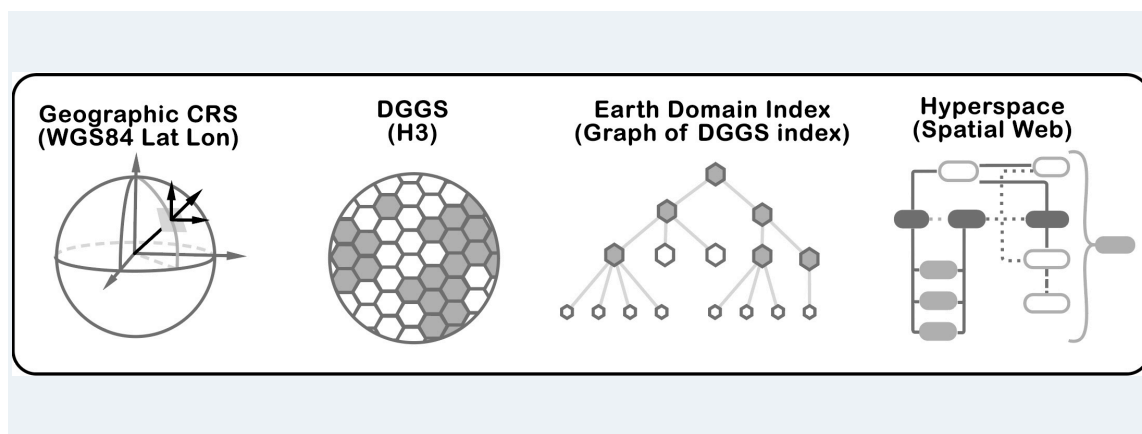 Geographic CRS
(WGS84 Lat Lon)
DGGS
(H3)
Earth Domain Index
(Graph of DGGS index)
Hyperspace
(Spatial Web)